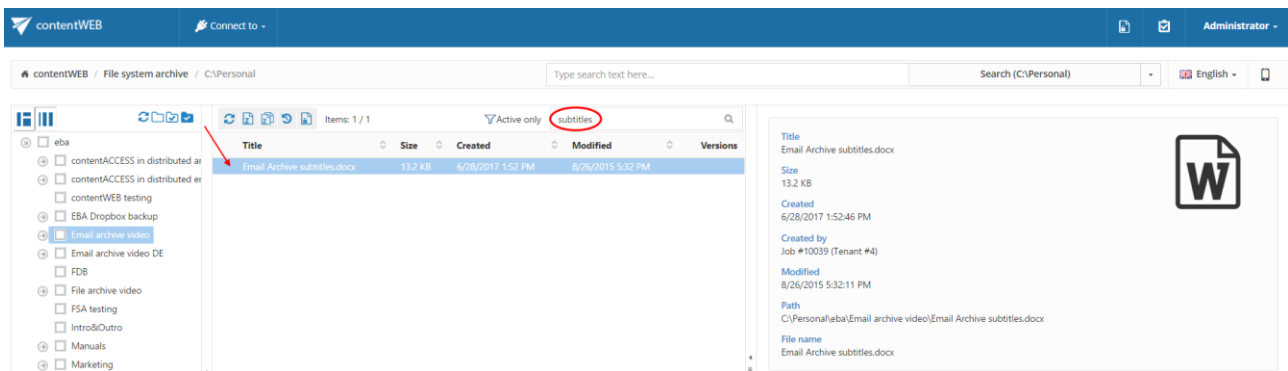 contentWEB
Connect to
Administrator
contentWEB / File system archive / C:\Personal
Type search text here...
Search (C:\Personal)
English
Items: 1 / 1
Active only
subtitles
eba
contentACCESS in distributed ar
contentACCESS in distributed er
contentWEB testing
EBA Dropbox backup
Email archive video
Email archive video DE
FDB
File archive video
FSA testing
Intro&Outro
Manuals
Marketing
Title Size Created Modified Versions
Email Archive subtitles.docx 13.2 KB 6/28/2017 1:52 PM 8/26/2015 5:32 PM
Title
Email Archive subtitles.docx
Size
13.2 KB
Created
6/28/2017 1:52:46 PM
Created by
Job #10039 (Tenant #4)
Modified
8/26/2015 5:32:11 PM
Path
C:\Personal\eba\Email archive video\Email Archive subtitles.docx
File name
Email Archive subtitles.docx
W